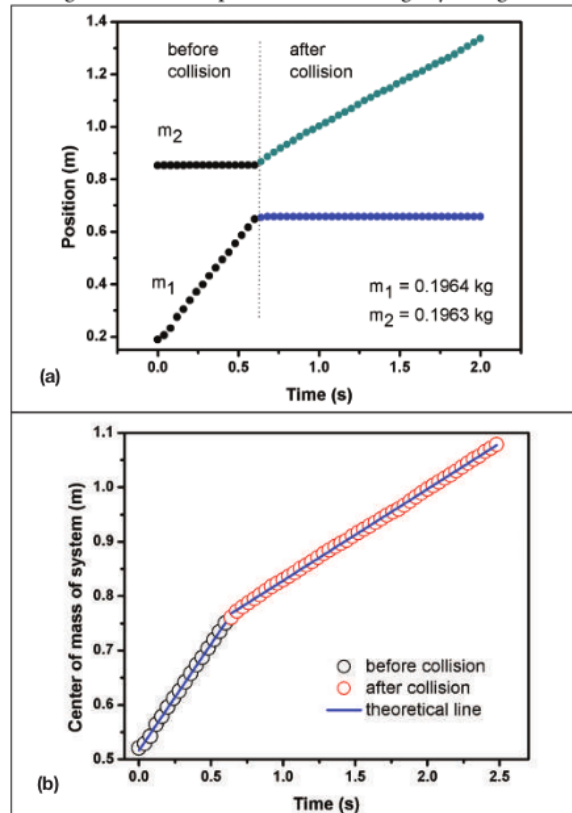 before
collision
after
collision
m2
m1
m1 = 0.1964 kg
m2 = 0.1963 kg
1.4
1.2
1.0
0.8
0.6
0.4
0.2
Position (m)
0.0 0.5 1.0 1.5 2.0
Time (s)
(a)
1.1
1.0
0.9
0.8
0.7
0.6
0.5
Center of mass of system (m)
before collision
after collision
theoretical line
0.0 0.5 1.0 1.5 2.0 2.5
Time (s)
(b)